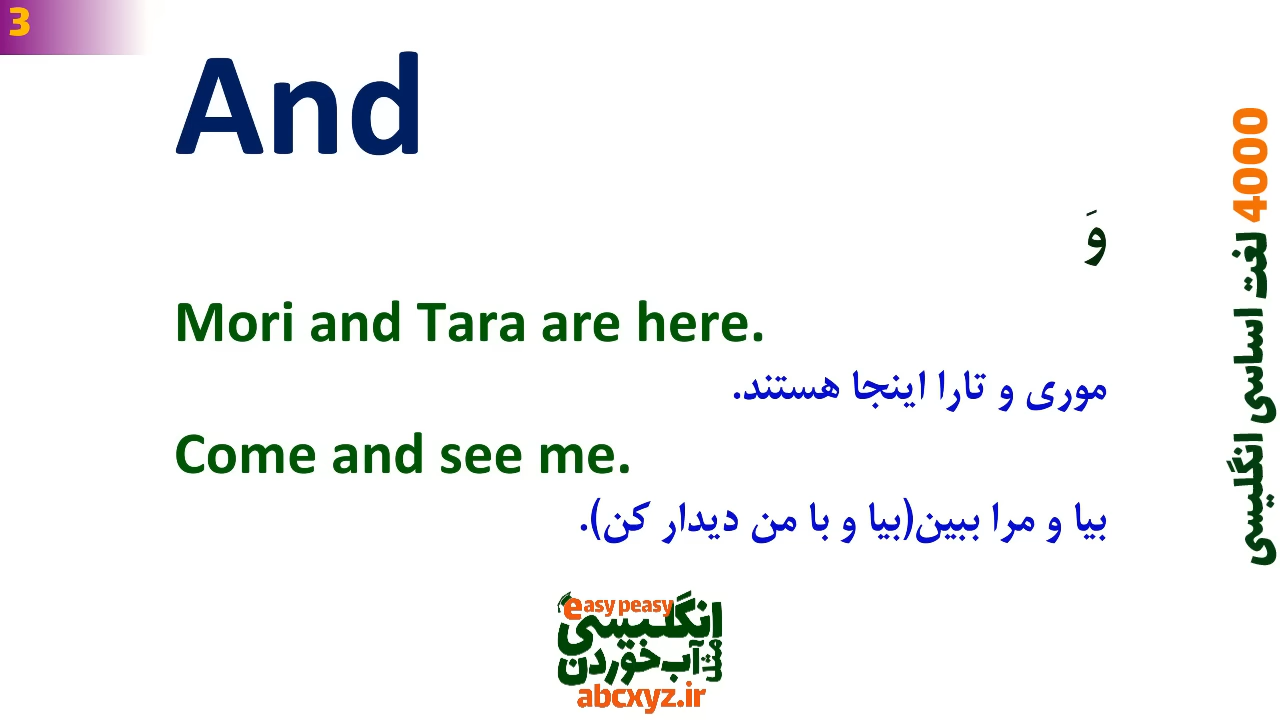 3
And
وَ
Mori and Tara are here.
موری و تارا اینجا هستند.
Come and see me.
بیا و مرا ببین(بیا و با من دیدار کن).
4000 لغت اساسی انگلیسی
easy peasy
انگلیسی
مثل آب خوردن
abcxyz.ir